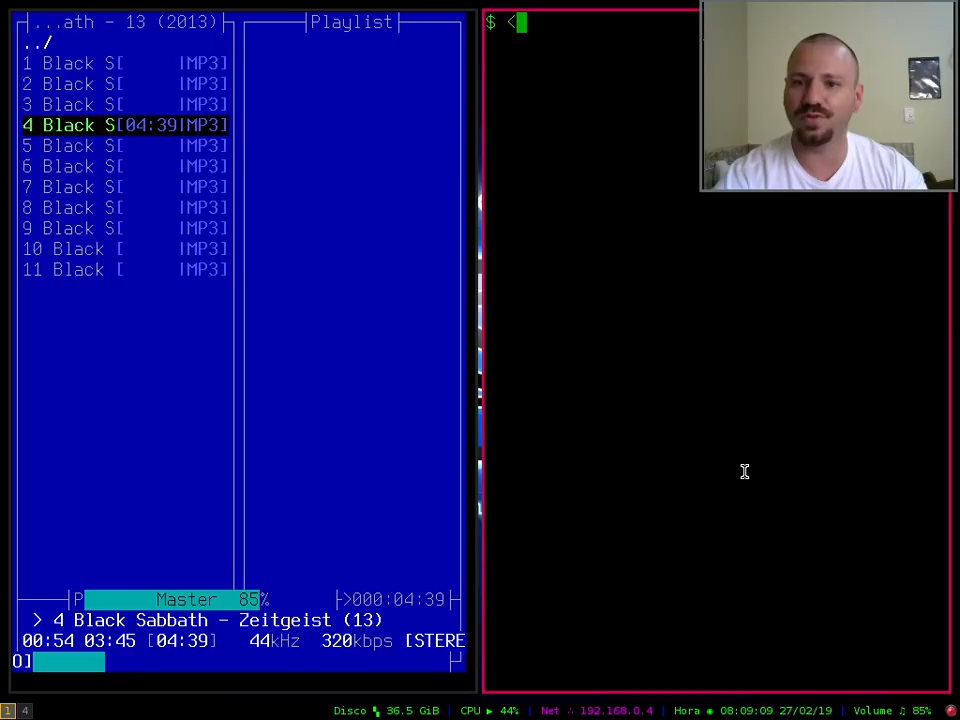 ...ath - 13 (2013)
Playlist
../
1 Black S[ |MP3]
2 Black S[ |MP3]
3 Black S[ |MP3]
4 Black S[04:39|MP3]
5 Black S[ |MP3]
6 Black S[ |MP3]
7 Black S[ |MP3]
8 Black S[ |MP3]
9 Black S[ |MP3]
10 Black [ |MP3]
11 Black [ |MP3]
P Master 85% >000:04:39
> 4 Black Sabbath - Zeitgeist (13)
00:54 03:45 [04:39] 44kHz 320kbps [STERE
O]
$ <
1 4 Disco 36.5 GiB | CPU ▶ 44% | Net ∴ 192.168.0.4 | Hora ◉ 08:09:09 27/02/19 | Volume ♫ 85%